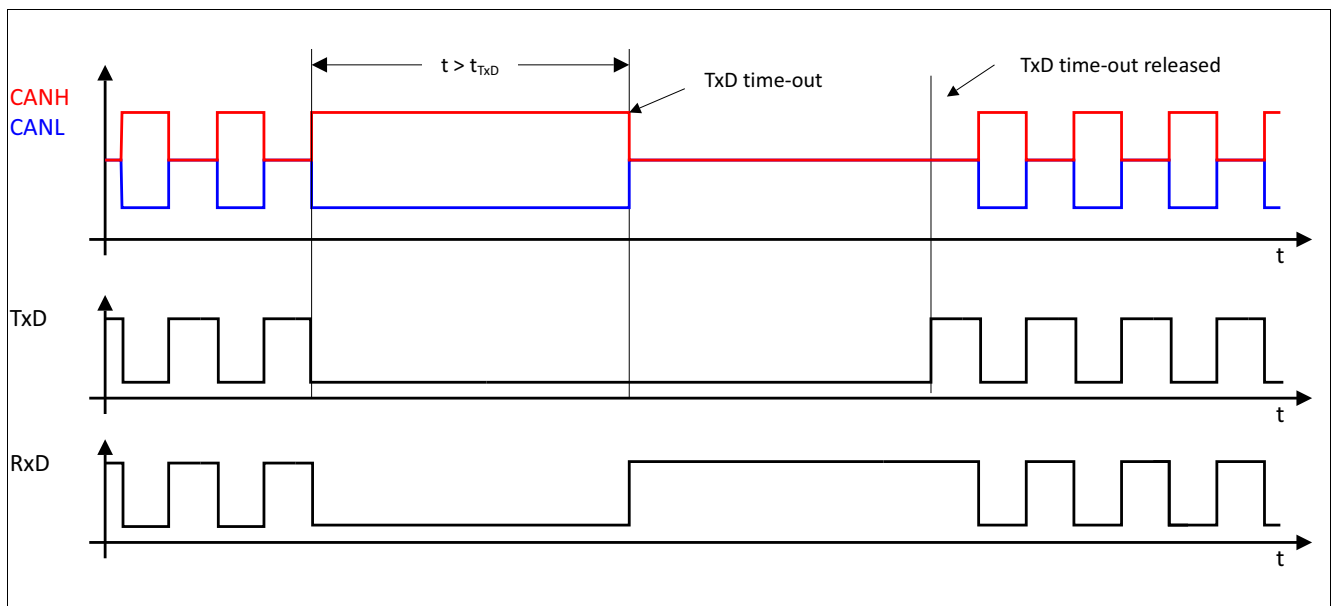 t > tTxD
TxD time-out
TxD time-out released
CANH
CANL
t
TxD
t
RxD
t